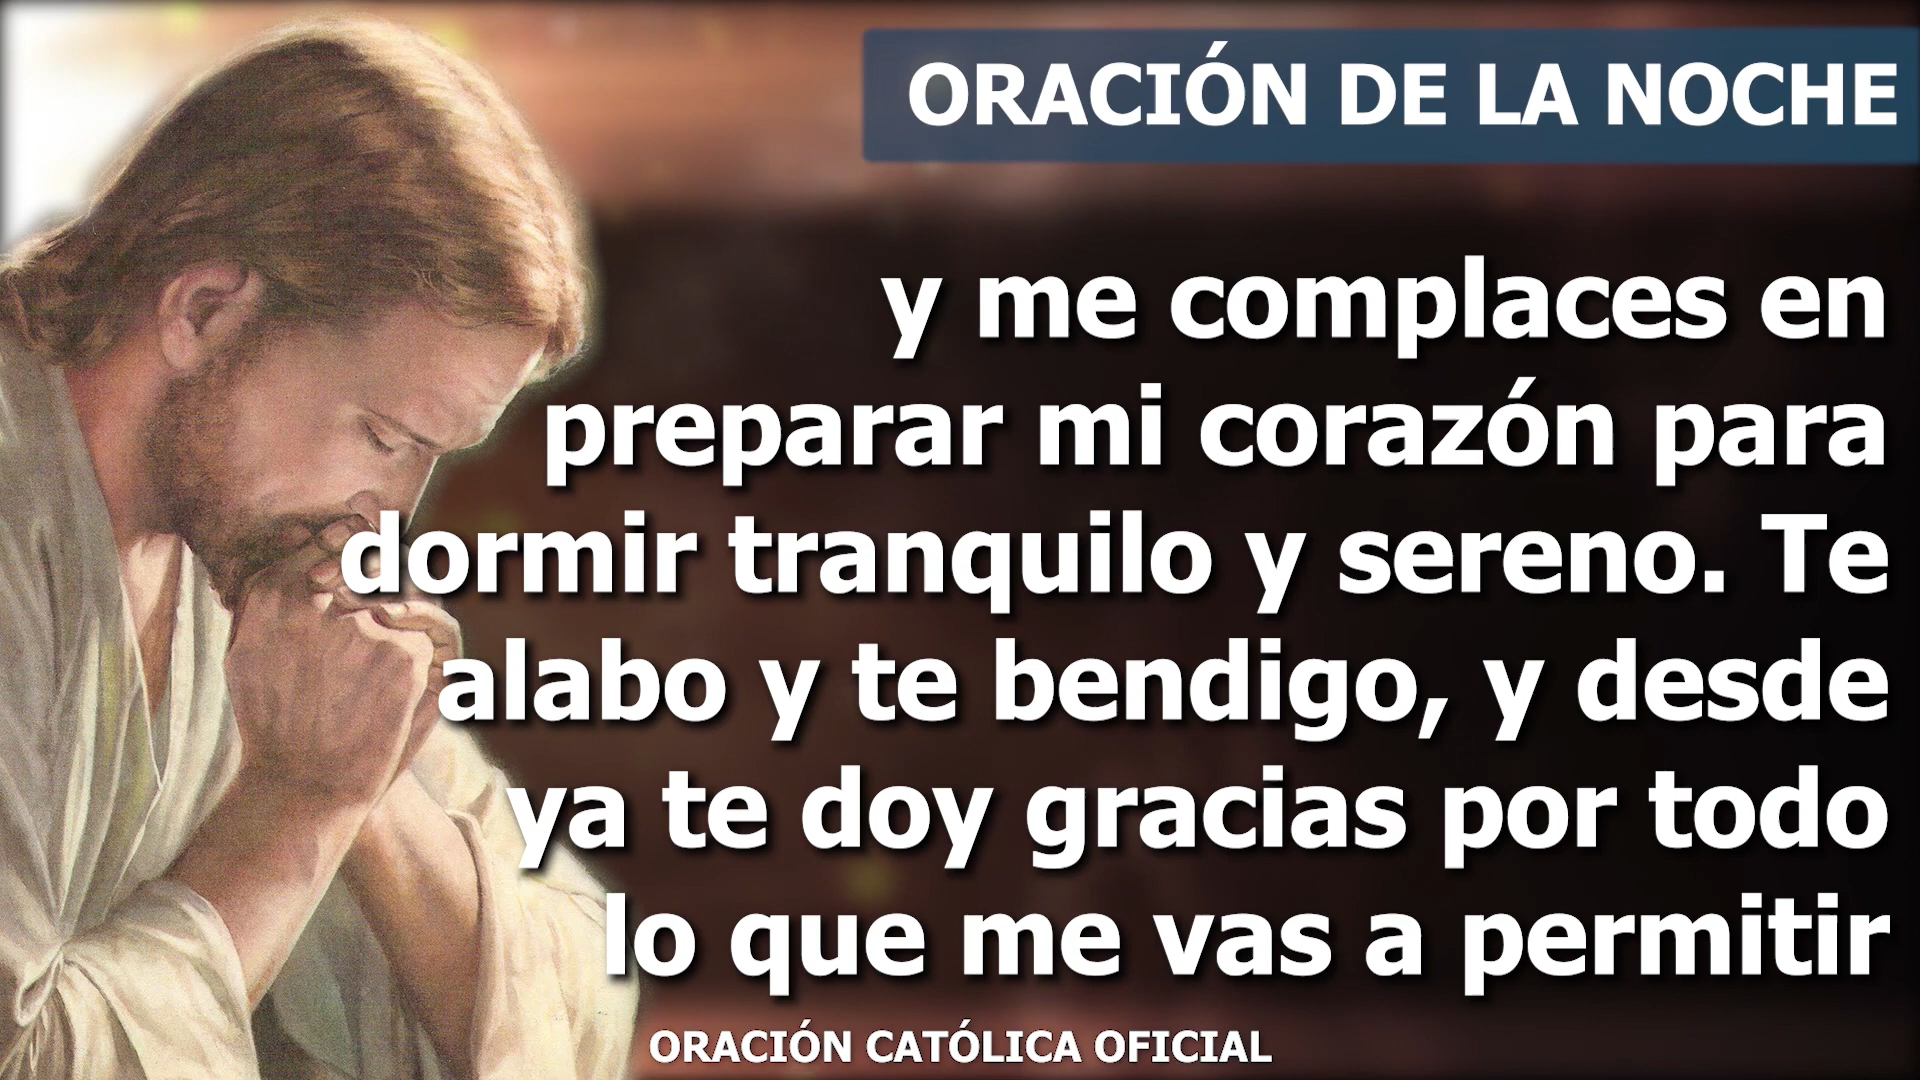 ORACIÓN DE LA NOCHE
y me complaces en
preparar mi corazón para
dormir tranquilo y sereno. Te
alabo y te bendigo, y desde
ya te doy gracias por todo
lo que me vas a permitir
ORACIÓN CATÓLICA OFICIAL